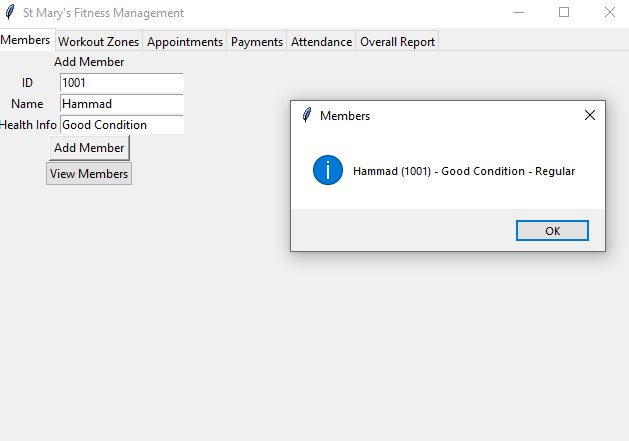 St Mary's Fitness Management
Members Workout Zones Appointments Payments Attendance Overall Report
Add Member
ID 1001
Name Hammad
Health Info Good Condition
Add Member
View Members
Members
Hammad (1001) - Good Condition - Regular
OK